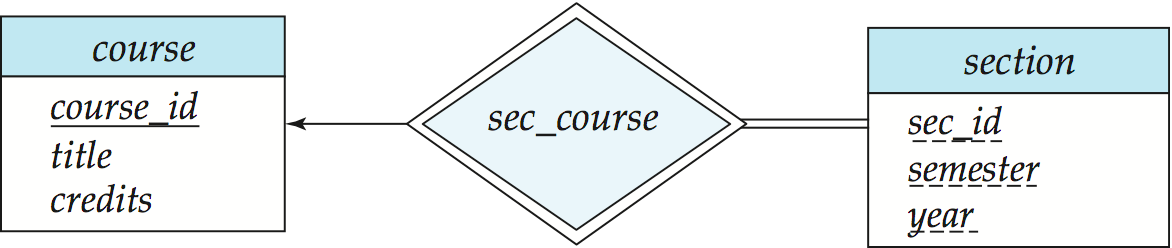 course
course_id
title
credits
sec_course
section
sec_id
semester
year